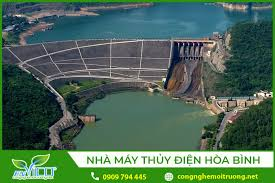 NHÀ MÁY THỦY ĐIỆN HÒA BÌNH
0909 794 445
congnghemoitruong.net